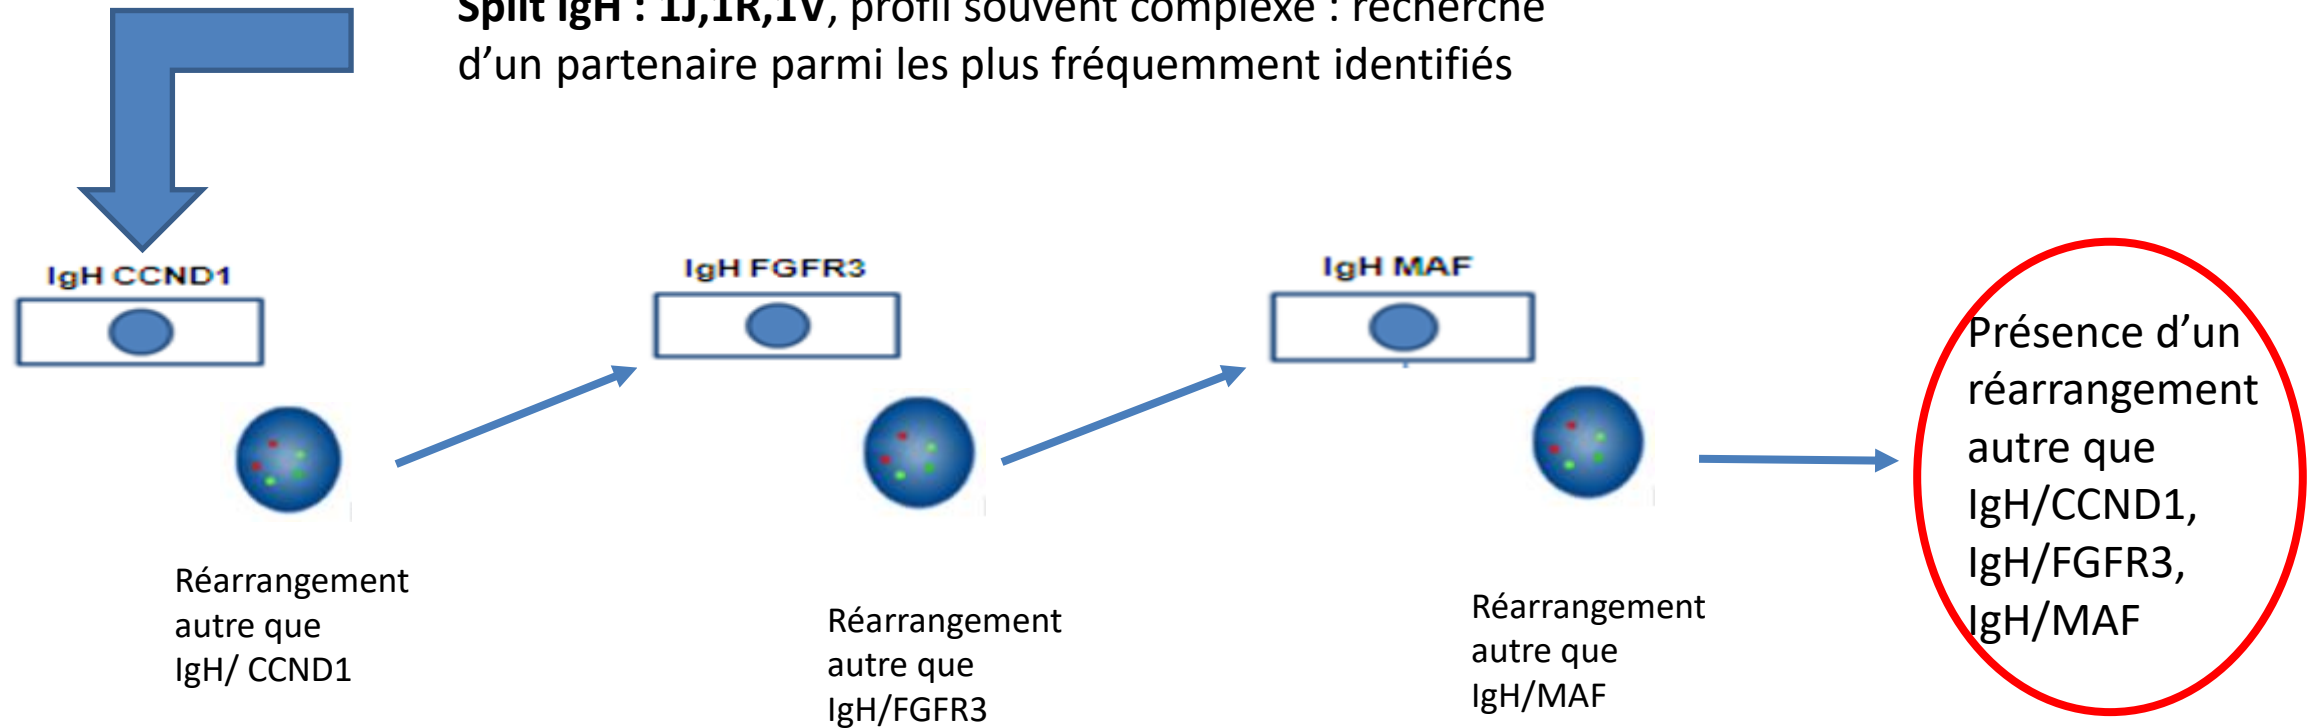 Split IgH : 1J,1R,1V, profil souvent complexe : recherche
d’un partenaire parmi les plus fréquemment identifiés
IgH CCND1
IgH FGFR3
IgH MAF
Réarrangement
autre que
IgH/ CCND1
Réarrangement
autre que
IgH/FGFR3
Réarrangement
autre que
IgH/MAF
Présence d’un
réarrangement
autre que
IgH/CCND1,
IgH/FGFR3,
IgH/MAF